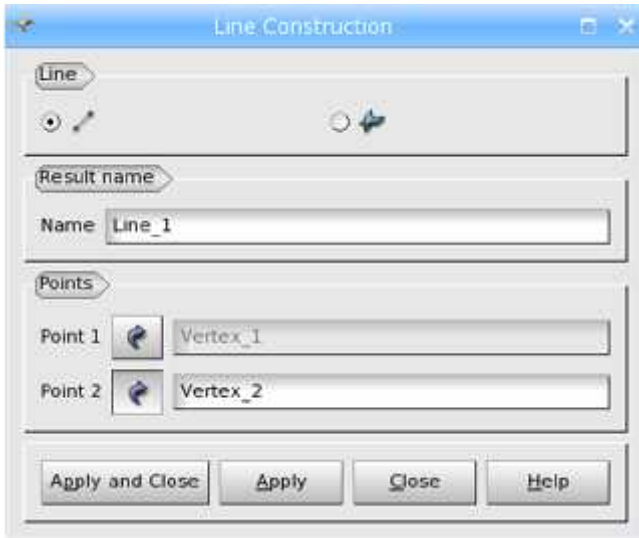 Line Construction
Line
Result name
Name Line_1
Points
Point 1 Vertex_1
Point 2 Vertex_2
Apply and Close Apply Close Help